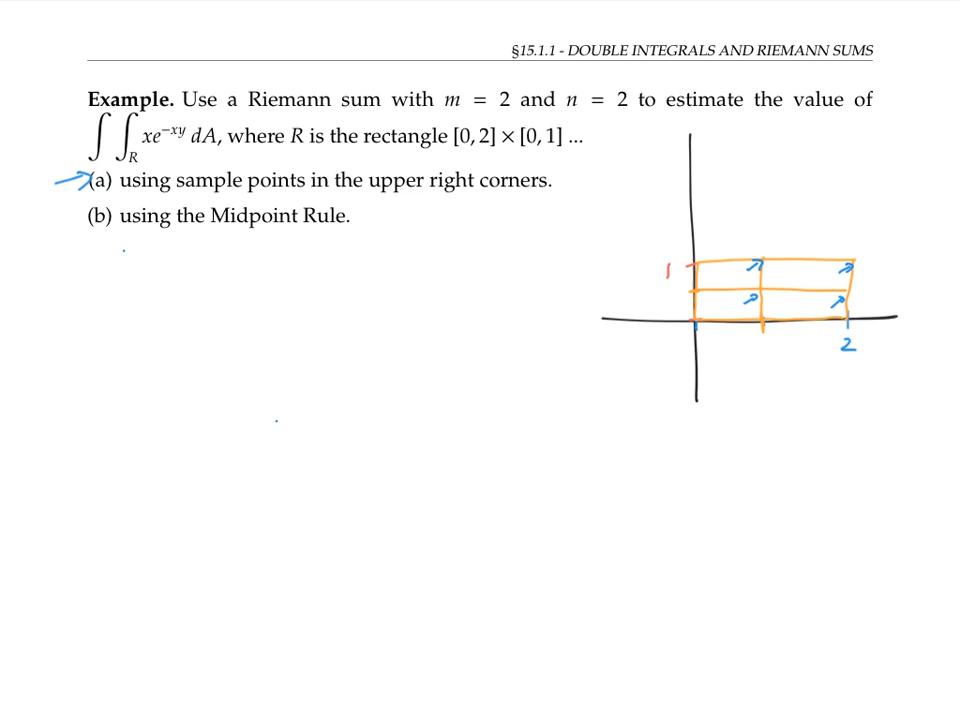 §15.1.1 - DOUBLE INTEGRALS AND RIEMANN SUMS
Example. Use a Riemann sum with m = 2 and n = 2 to estimate the value of
∫∫_R xe^{−xy} dA, where R is the rectangle [0, 2] × [0, 1] ...
(a) using sample points in the upper right corners.
(b) using the Midpoint Rule.
1
2